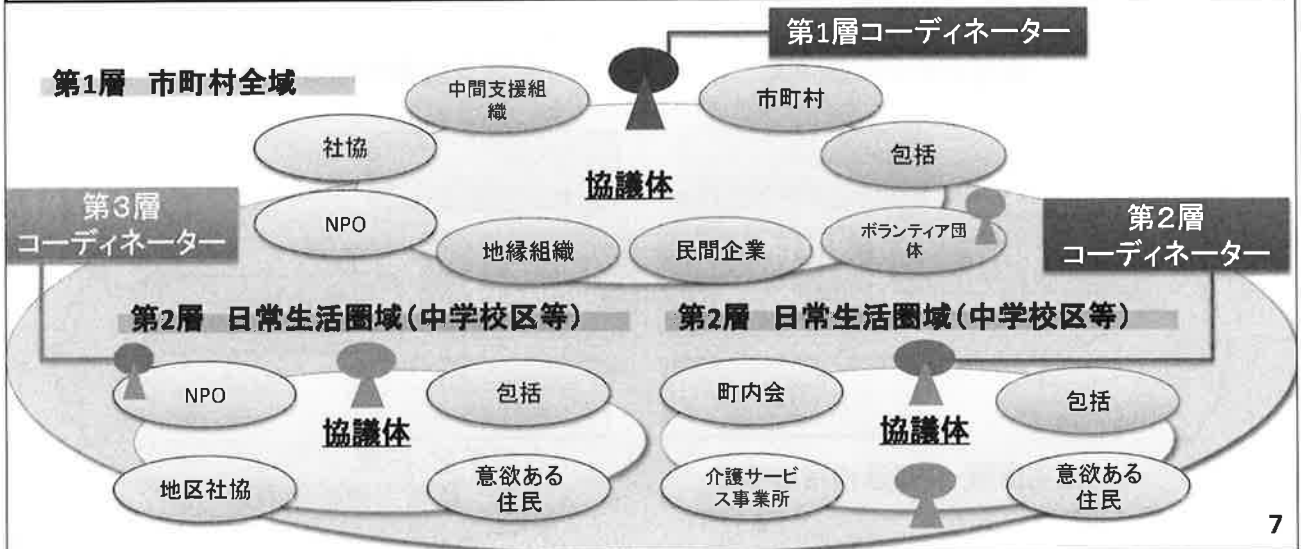 第1層コーディネーター
第1層 市町村全域
中間支援組
織
市町村
社協
包括
協議体
第3層
コーディネーター
NPO
ボランティア団
体
第2層
コーディネーター
地縁組織
民間企業
第2層 日常生活圏域(中学校区等)
第2層 日常生活圏域(中学校区等)
NPO
包括
協議体
地区社協
意欲ある
住民
町内会
包括
協議体
介護サービ
ス事業所
意欲ある
住民
7